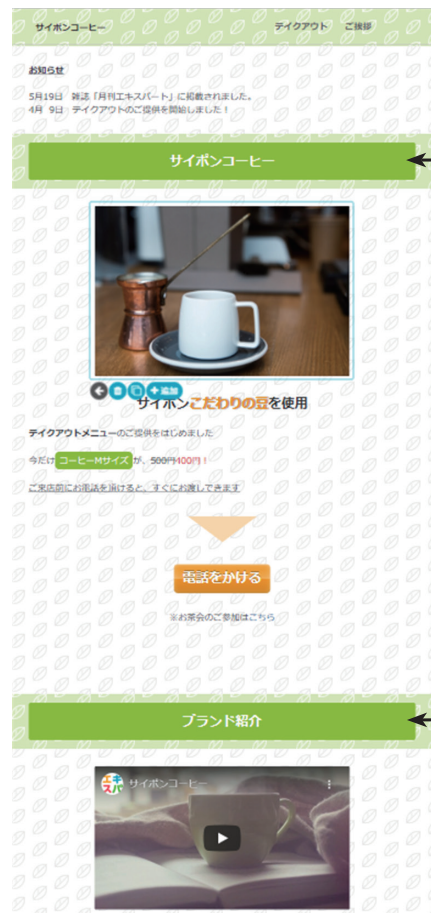 サイポンコーヒー テイクアウト ご挨拶
お知らせ
5月19日 雑誌「月刊エキスパート」に掲載されました。
4月 9日 テイクアウトのご提供を開始しました！
サイポンコーヒー
追加
サイポンこだわりの豆を使用
テイクアウトメニューのご提供をはじめました
今だけ コーヒーMサイズ が、500円400円！
ご来店前にお電話を頂けると、すぐにお渡しできます
電話をかける
※お茶会のご参加はこちら
ブランド紹介
エキスパ サイポンコーヒー